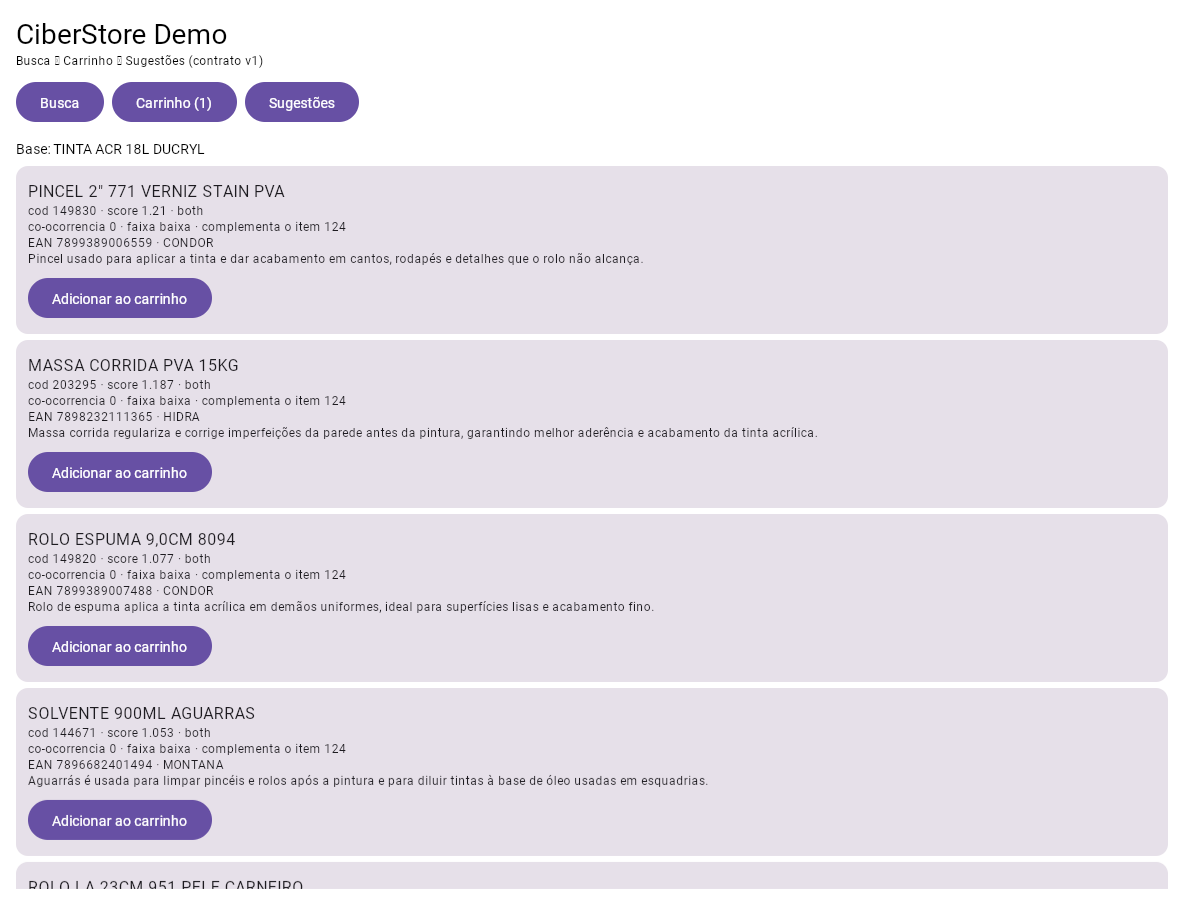 CiberStore Demo
Busca ▯ Carrinho ▯ Sugestões (contrato v1)
Busca
Carrinho (1)
Sugestões
Base: TINTA ACR 18L DUCRYL
PINCEL 2" 771 VERNIZ STAIN PVA
cod 149830 · score 1.21 · both
co-ocorrencia 0 · faixa baixa · complementa o item 124
EAN 7899389006559 · CONDOR
Pincel usado para aplicar a tinta e dar acabamento em cantos, rodapés e detalhes que o rolo não alcança.
Adicionar ao carrinho
MASSA CORRIDA PVA 15KG
cod 203295 · score 1.187 · both
co-ocorrencia 0 · faixa baixa · complementa o item 124
EAN 7898232111365 · HIDRA
Massa corrida regulariza e corrige imperfeições da parede antes da pintura, garantindo melhor aderência e acabamento da tinta acrílica.
Adicionar ao carrinho
ROLO ESPUMA 9,0CM 8094
cod 149820 · score 1.077 · both
co-ocorrencia 0 · faixa baixa · complementa o item 124
EAN 7899389007488 · CONDOR
Rolo de espuma aplica a tinta acrílica em demãos uniformes, ideal para superfícies lisas e acabamento fino.
Adicionar ao carrinho
SOLVENTE 900ML AGUARRAS
cod 144671 · score 1.053 · both
co-ocorrencia 0 · faixa baixa · complementa o item 124
EAN 7896682401494 · MONTANA
Aguarrás é usada para limpar pincéis e rolos após a pintura e para diluir tintas à base de óleo usadas em esquadrias.
Adicionar ao carrinho
ROLO LA 23CM 951 PELE CARNEIRO